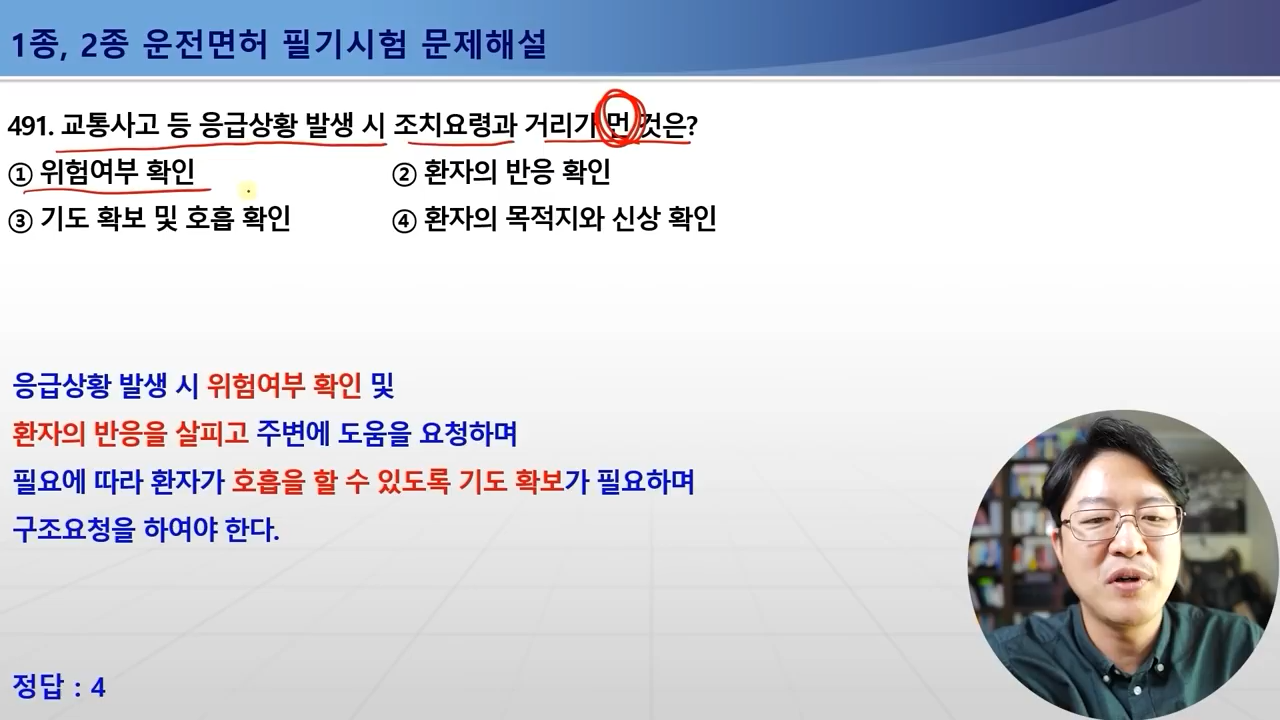 1종, 2종 운전면허 필기시험 문제해설
491. 교통사고 등 응급상황 발생 시 조치요령과 거리가 먼 것은?
① 위험여부 확인 ② 환자의 반응 확인
③ 기도 확보 및 호흡 확인 ④ 환자의 목적지와 신상 확인
응급상황 발생 시 위험여부 확인 및
환자의 반응을 살피고 주변에 도움을 요청하며
필요에 따라 환자가 호흡을 할 수 있도록 기도 확보가 필요하며
구조요청을 하여야 한다.
정답 : 4